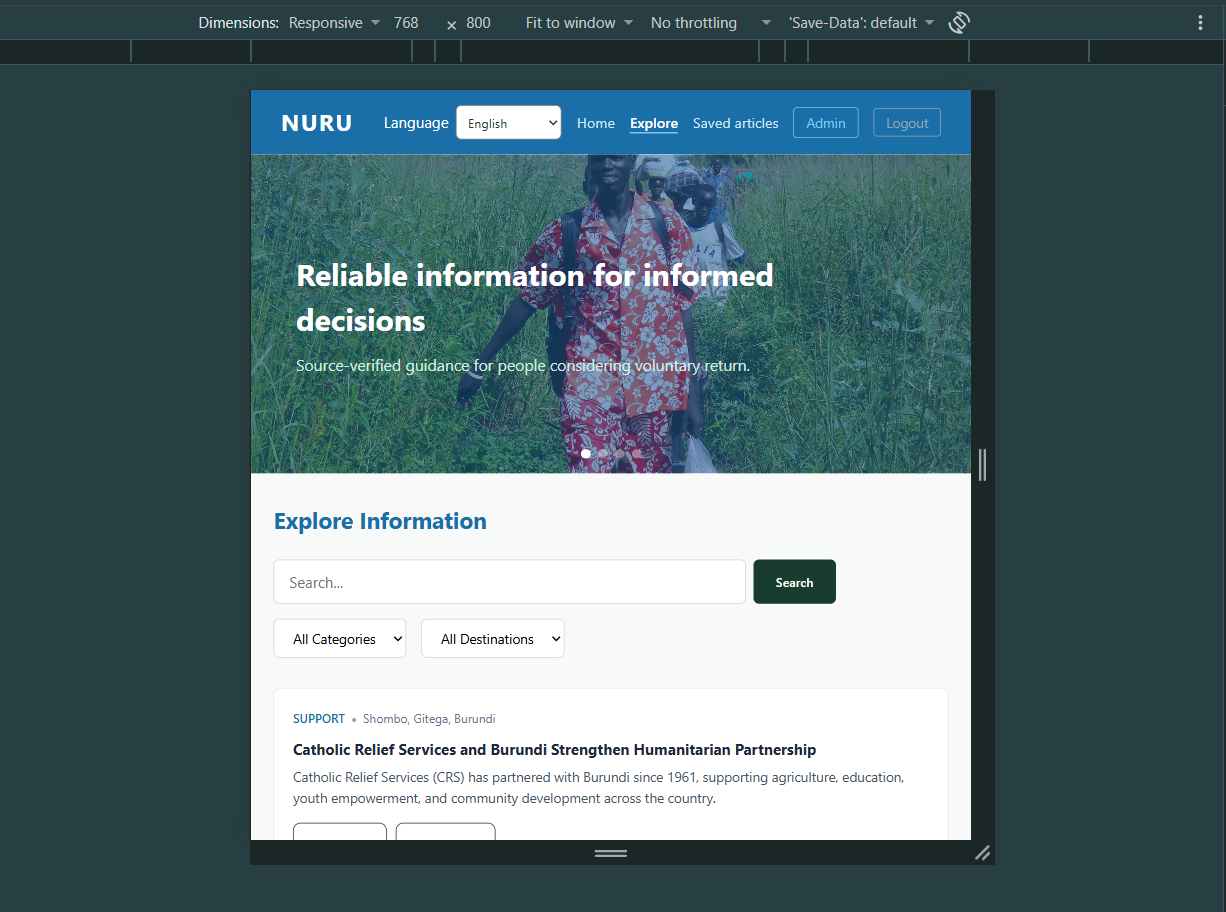 Dimensions: Responsive 768 × 800 Fit to window No throttling 'Save-Data': default
NURU Language English Home Explore Saved articles Admin Logout
LIA
Reliable information for informed
decisions
Source-verified guidance for people considering voluntary return.
Explore Information
Search... Search
All Categories All Destinations
SUPPORT • Shombo, Gitega, Burundi
Catholic Relief Services and Burundi Strengthen Humanitarian Partnership
Catholic Relief Services (CRS) has partnered with Burundi since 1961, supporting agriculture, education,
youth empowerment, and community development across the country.